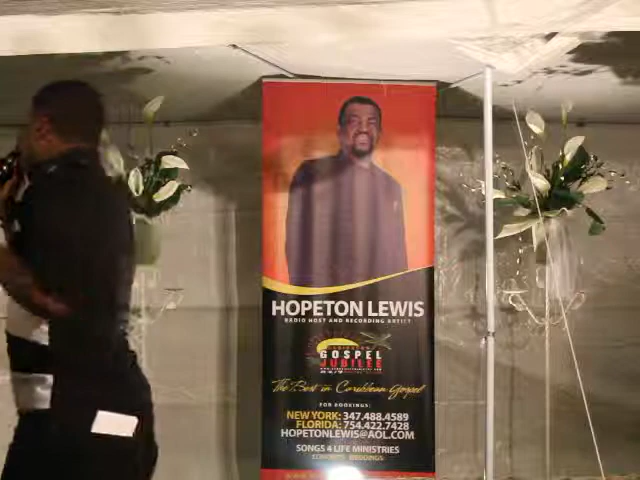 HOPETON LEWIS
RADIO HOST AND RECORDING ARTIST
GOSPEL
JUBILEE
The Best in Caribbean Gospel
FOR BOOKINGS:
NEW YORK: 347.488.4589
FLORIDA: 754.422.7428
HOPETONLEWIS@AOL.COM
SONGS 4 LIFE MINISTRIES